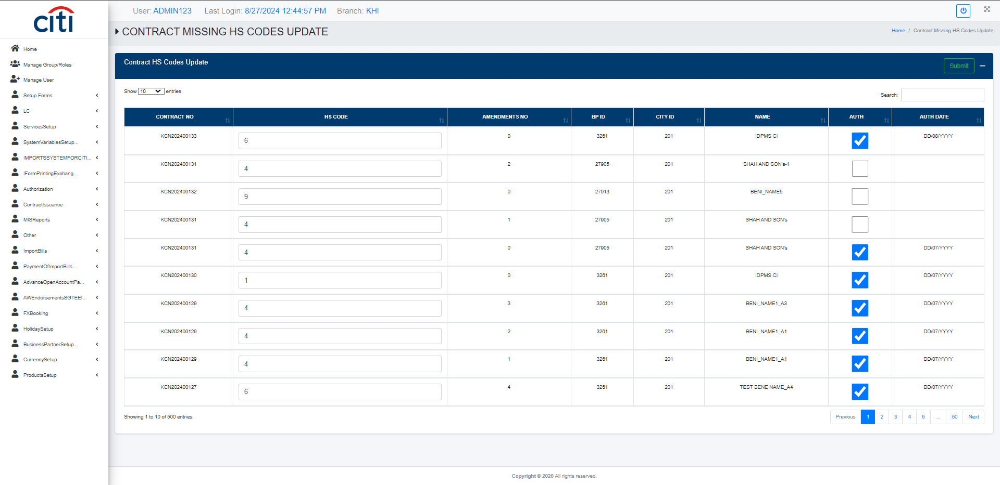 citi
User: ADMIN123 Last Login: 8/27/2024 12:44:57 PM Branch: KHI
CONTRACT MISSING HS CODES UPDATE
Home / Contract Missing HS Codes Update
Home
Manage Group/Roles
Manage User
Setup Forms
LC
ServicesSetup
SystemVariablesSetup...
IMPORTSSYSTEMFORCITI...
IFormPrintingExchang...
Authorization
ContractIssuance
MISReports
Other
ImportBills
PaymentOfImportBills...
AdvanceOpenAccountPa...
AWEndorsementsSGTEEI...
FXBooking
HolidaySetup
BusinessPartnerSetup...
CurrencySetup
ProductsSetup
Contract HS Codes Update
Submit
Show 10 entries
Search:
CONTRACT NO HS CODE AMENDMENTS NO BP ID CITY ID NAME AUTH AUTH DATE
KCN202400133 6 0 3261 201 IDPMS CI DD/08/YYYY
KCN202400131 4 2 27905 201 SHAH AND SON's-1
KCN202400132 9 0 27013 201 BENI_NAME5
KCN202400131 4 1 27905 201 SHAH AND SON's
KCN202400131 4 0 27905 201 SHAH AND SON's DD/07/YYYY
KCN202400130 1 0 3261 201 IDPMS CI DD/07/YYYY
KCN202400129 4 3 3261 201 BENI_NAME1_A3 DD/07/YYYY
KCN202400129 4 2 3261 201 BENI_NAME1_A1 DD/07/YYYY
KCN202400129 4 1 3261 201 BENI_NAME1_A1 DD/07/YYYY
KCN202400127 6 4 3261 201 TEST BENE NAME_A4 DD/07/YYYY
Showing 1 to 10 of 500 entries
Previous 1 2 3 4 5 ... 50 Next
Copyright © 2020 All rights reserved.